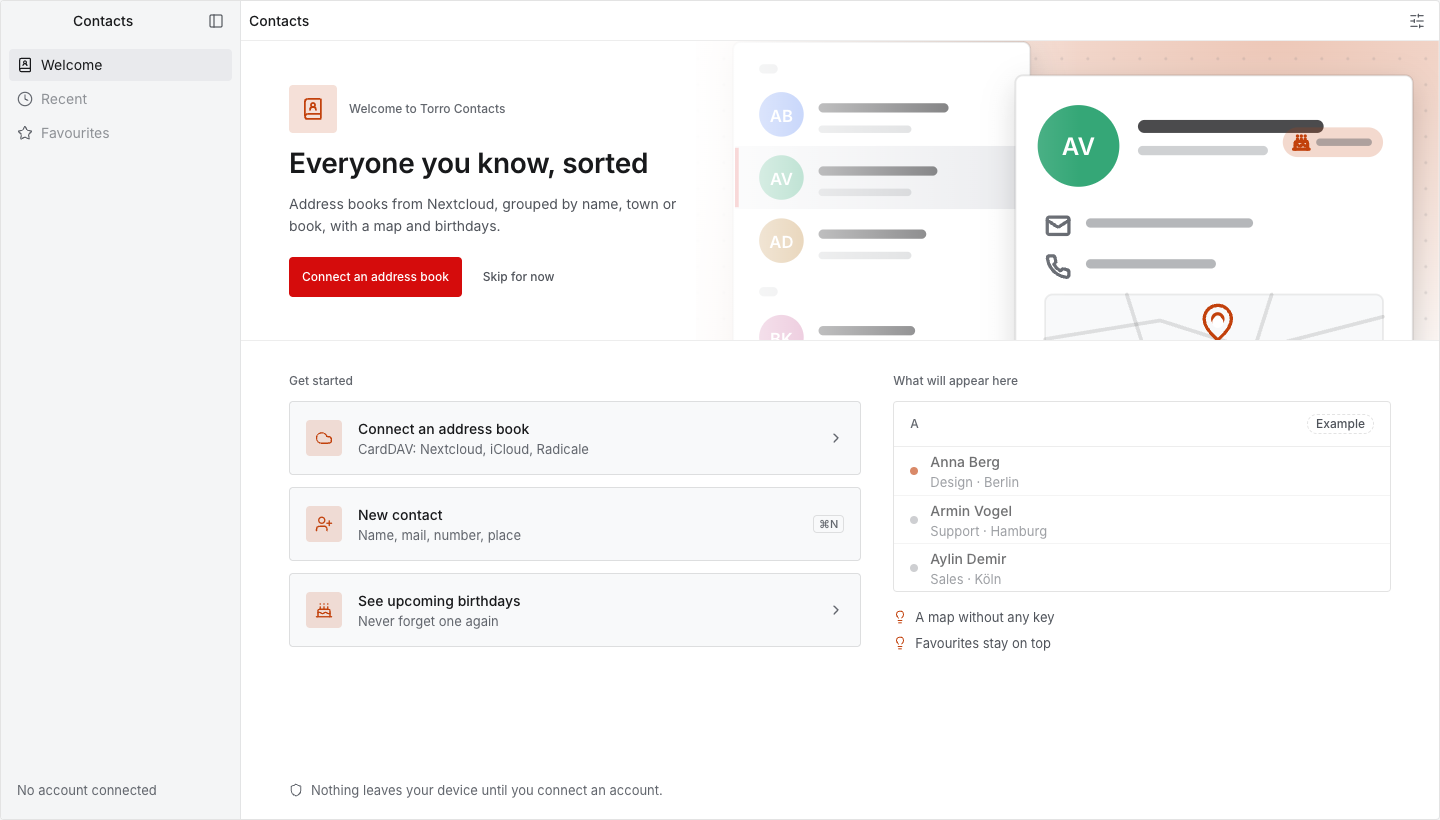 Contacts
Contacts
Welcome
Recent
Favourites
Welcome to Torro Contacts
Everyone you know, sorted
Address books from Nextcloud, grouped by name, town or
book, with a map and birthdays.
Connect an address book
Skip for now
AB
AV
AD
BK
AV
Get started
Connect an address book
CardDAV: Nextcloud, iCloud, Radicale
New contact
Name, mail, number, place
⌘N
See upcoming birthdays
Never forget one again
What will appear here
A
Example
Anna Berg
Design · Berlin
Armin Vogel
Support · Hamburg
Aylin Demir
Sales · Köln
A map without any key
Favourites stay on top
No account connected
Nothing leaves your device until you connect an account.